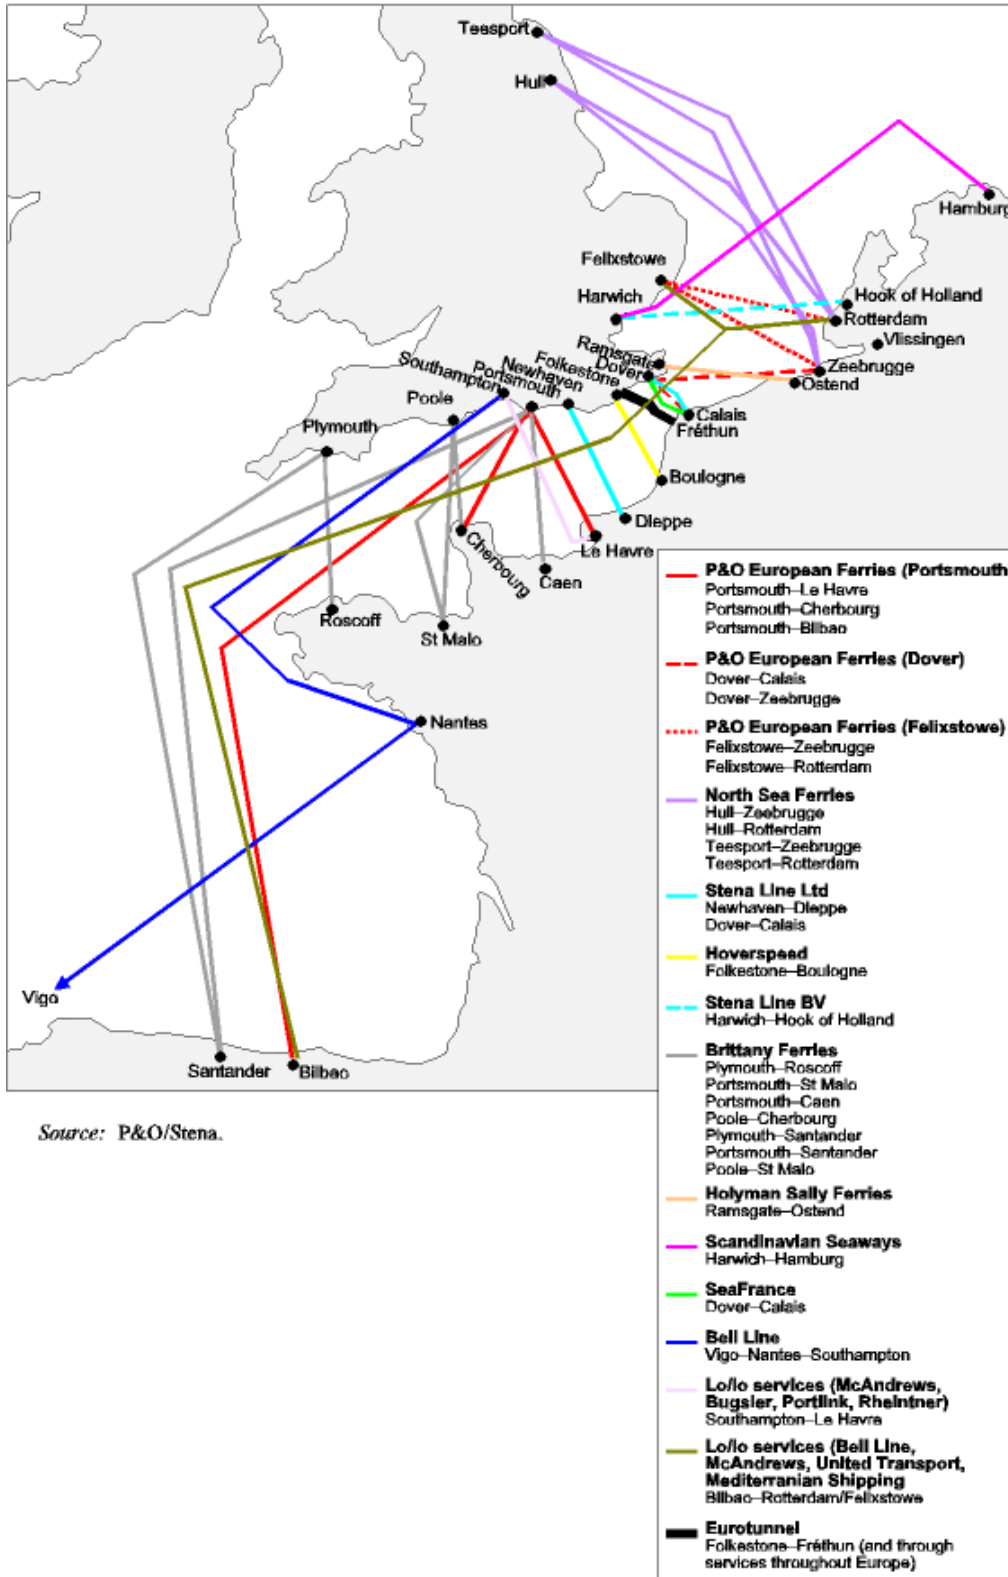 Teesport
Hull
Hamburg
Felixstowe
Harwich
Hook of Holland
Rotterdam
Vlissingen
Ramsgate
Dover
Zeebrugge
Ostend
Folkestone
Newhaven
Portsmouth
Southampton
Poole
Plymouth
Calais
Fréthun
Boulogne
Dieppe
Le Havre
Cherbourg
Caen
Roscoff
St Malo
Nantes
Vigo
Santander
Bilbao
Source: P&O/Stena.
P&O European Ferries (Portsmouth
Portsmouth–Le Havre
Portsmouth–Cherbourg
Portsmouth–Bilbao
P&O European Ferries (Dover)
Dover–Calais
Dover–Zeebrugge
P&O European Ferries (Felixstowe)
Felixstowe–Zeebrugge
Felixstowe–Rotterdam
North Sea Ferries
Hull–Zeebrugge
Hull–Rotterdam
Teesport–Zeebrugge
Teesport–Rotterdam
Stena Line Ltd
Newhaven–Dieppe
Dover–Calais
Hoverspeed
Folkestone–Boulogne
Stena Line BV
Harwich–Hook of Holland
Brittany Ferries
Plymouth–Roscoff
Portsmouth–St Malo
Portsmouth–Caen
Poole–Cherbourg
Plymouth–Santander
Portsmouth–Santander
Poole–St Malo
Holyman Sally Ferries
Ramsgate–Ostend
Scandinavian Seaways
Harwich–Hamburg
SeaFrance
Dover–Calais
Bell Line
Vigo–Nantes–Southampton
Lo/lo services (McAndrews,
Bugsier, Portlink, Rheintner)
Southampton–Le Havre
Lo/lo services (Bell Line,
McAndrews, United Transport,
Mediterranian Shipping
Bilbao–Rotterdam/Felixstowe
Eurotunnel
Folkestone–Fréthun (and through
services throughout Europe)